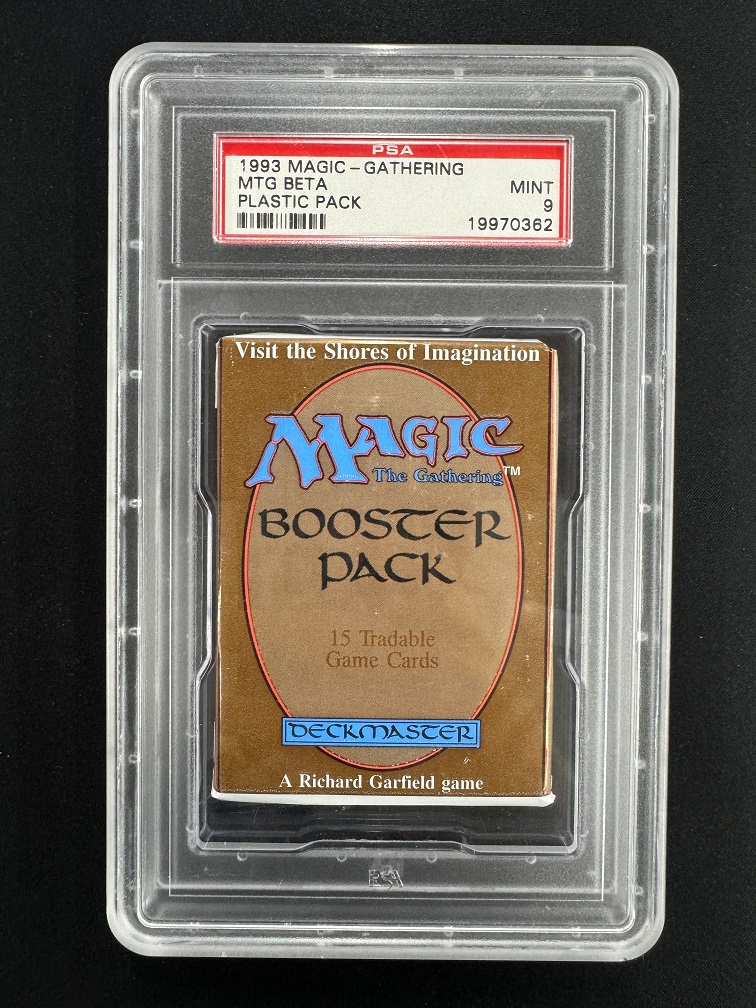 PSA
1993 MAGIC - GATHERING
MTG BETA MINT
PLASTIC PACK 9
19970362
Visit the Shores of Imagination
MAGIC
The Gathering™
BOOSTER
PACK
15 Tradable
Game Cards
DECKMASTER
A Richard Garfield game
PSA